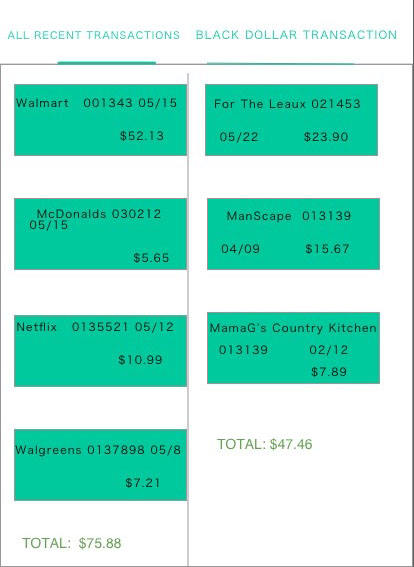 ALL RECENT TRANSACTIONS
Walmart 001343 05/15
$52.13
McDonalds 030212
05/15
$5.65
Netflix 0135521 05/12
$10.99
Walgreens 0137898 05/8
$7.21
TOTAL: $75.88
BLACK DOLLAR TRANSACTION
For The Leaux 021453
05/22 $23.90
ManScape 013139
04/09 $15.67
MamaG's Country Kitchen
013139 02/12
$7.89
TOTAL: $47.46